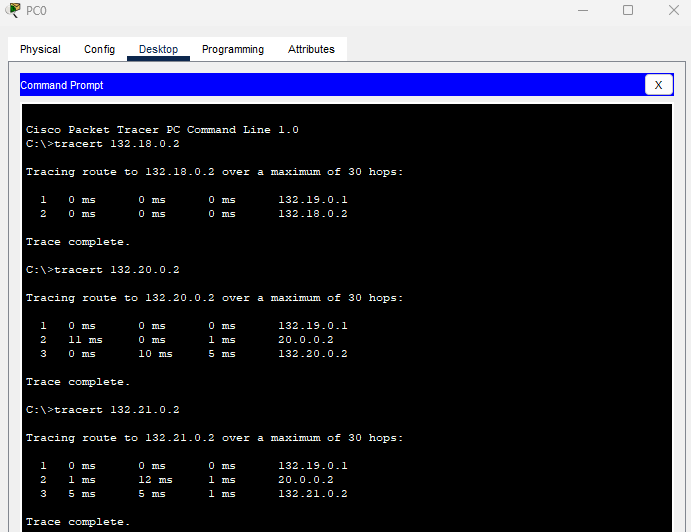 PC0
Physical Config Desktop Programming Attributes
Command Prompt X
Cisco Packet Tracer PC Command Line 1.0
C:\>tracert 132.18.0.2
Tracing route to 132.18.0.2 over a maximum of 30 hops:
1 0 ms 0 ms 0 ms 132.19.0.1
2 0 ms 0 ms 0 ms 132.18.0.2
Trace complete.
C:\>tracert 132.20.0.2
Tracing route to 132.20.0.2 over a maximum of 30 hops:
1 0 ms 0 ms 0 ms 132.19.0.1
2 11 ms 0 ms 1 ms 20.0.0.2
3 0 ms 10 ms 5 ms 132.20.0.2
Trace complete.
C:\>tracert 132.21.0.2
Tracing route to 132.21.0.2 over a maximum of 30 hops:
1 0 ms 0 ms 0 ms 132.19.0.1
2 1 ms 12 ms 0 ms 20.0.0.2
3 5 ms 5 ms 1 ms 132.21.0.2
Trace complete.